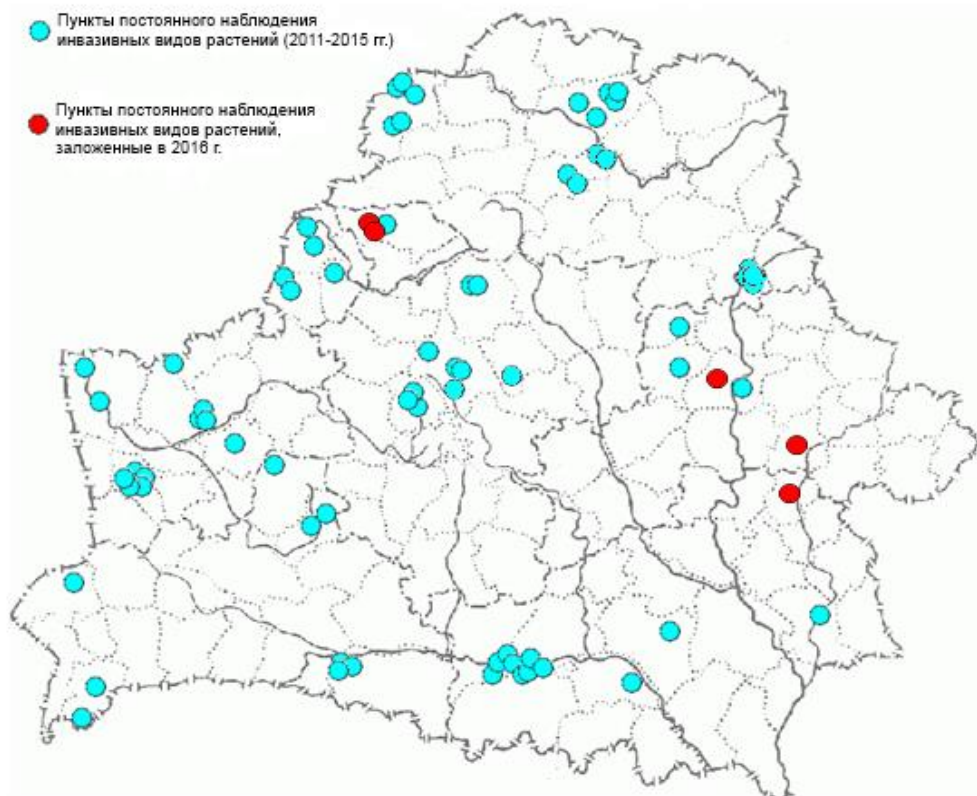 Пункты постоянного наблюдения
инвазивных видов растений (2011-2015 гг.)
Пункты постоянного наблюдения
инвазивных видов растений,
заложенные в 2016 г.